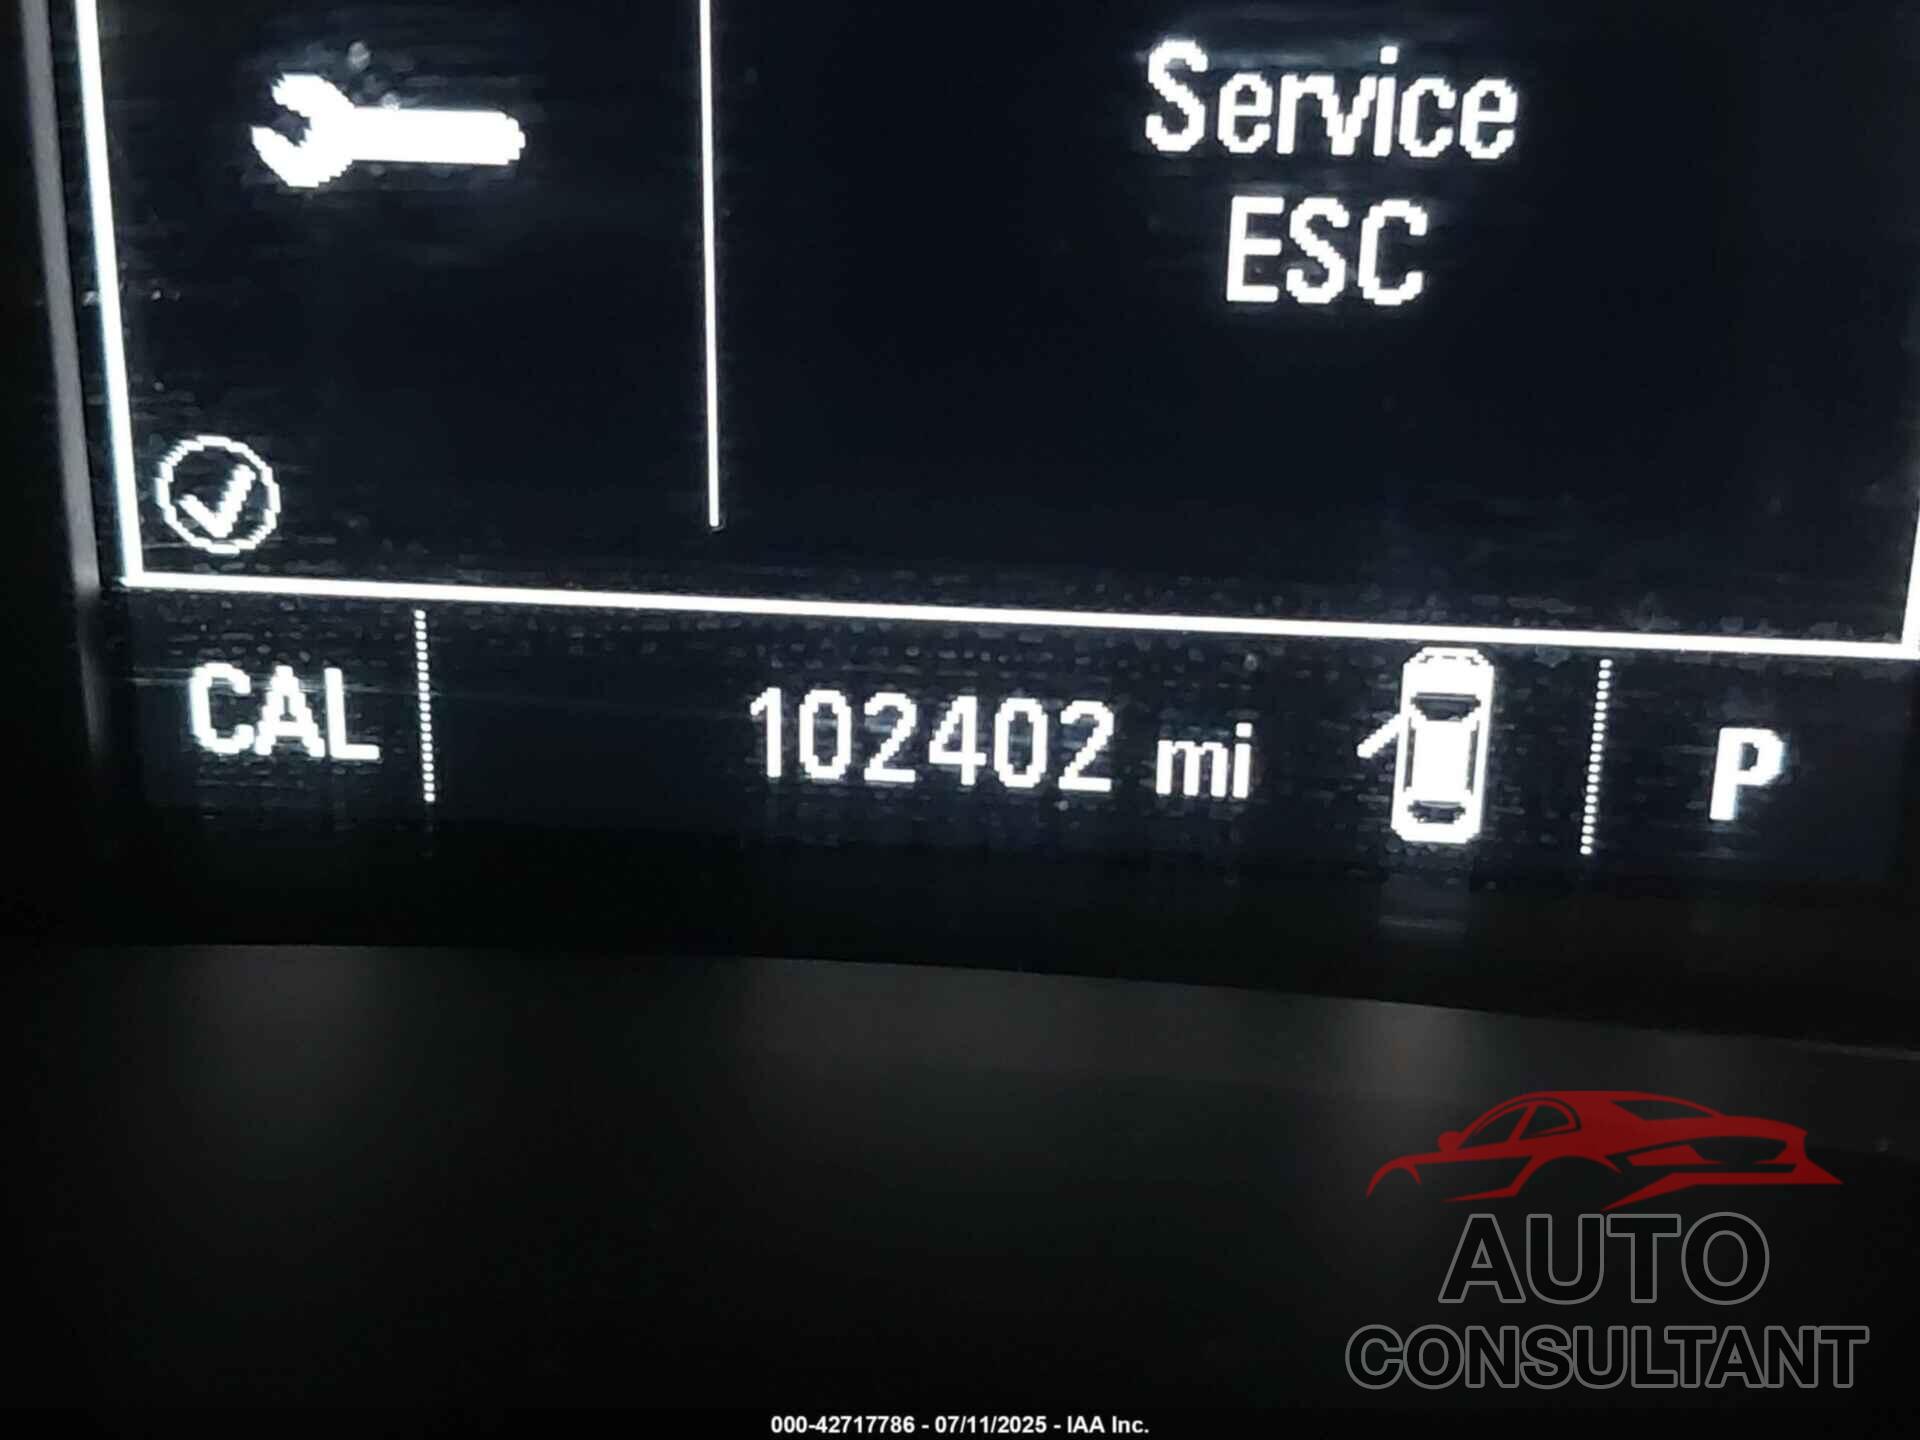 Service
ESC
CAL
102402 mi
P
AUTO
CONSULTANT
000-42717786 - 07/11/2025 - IAA Inc.